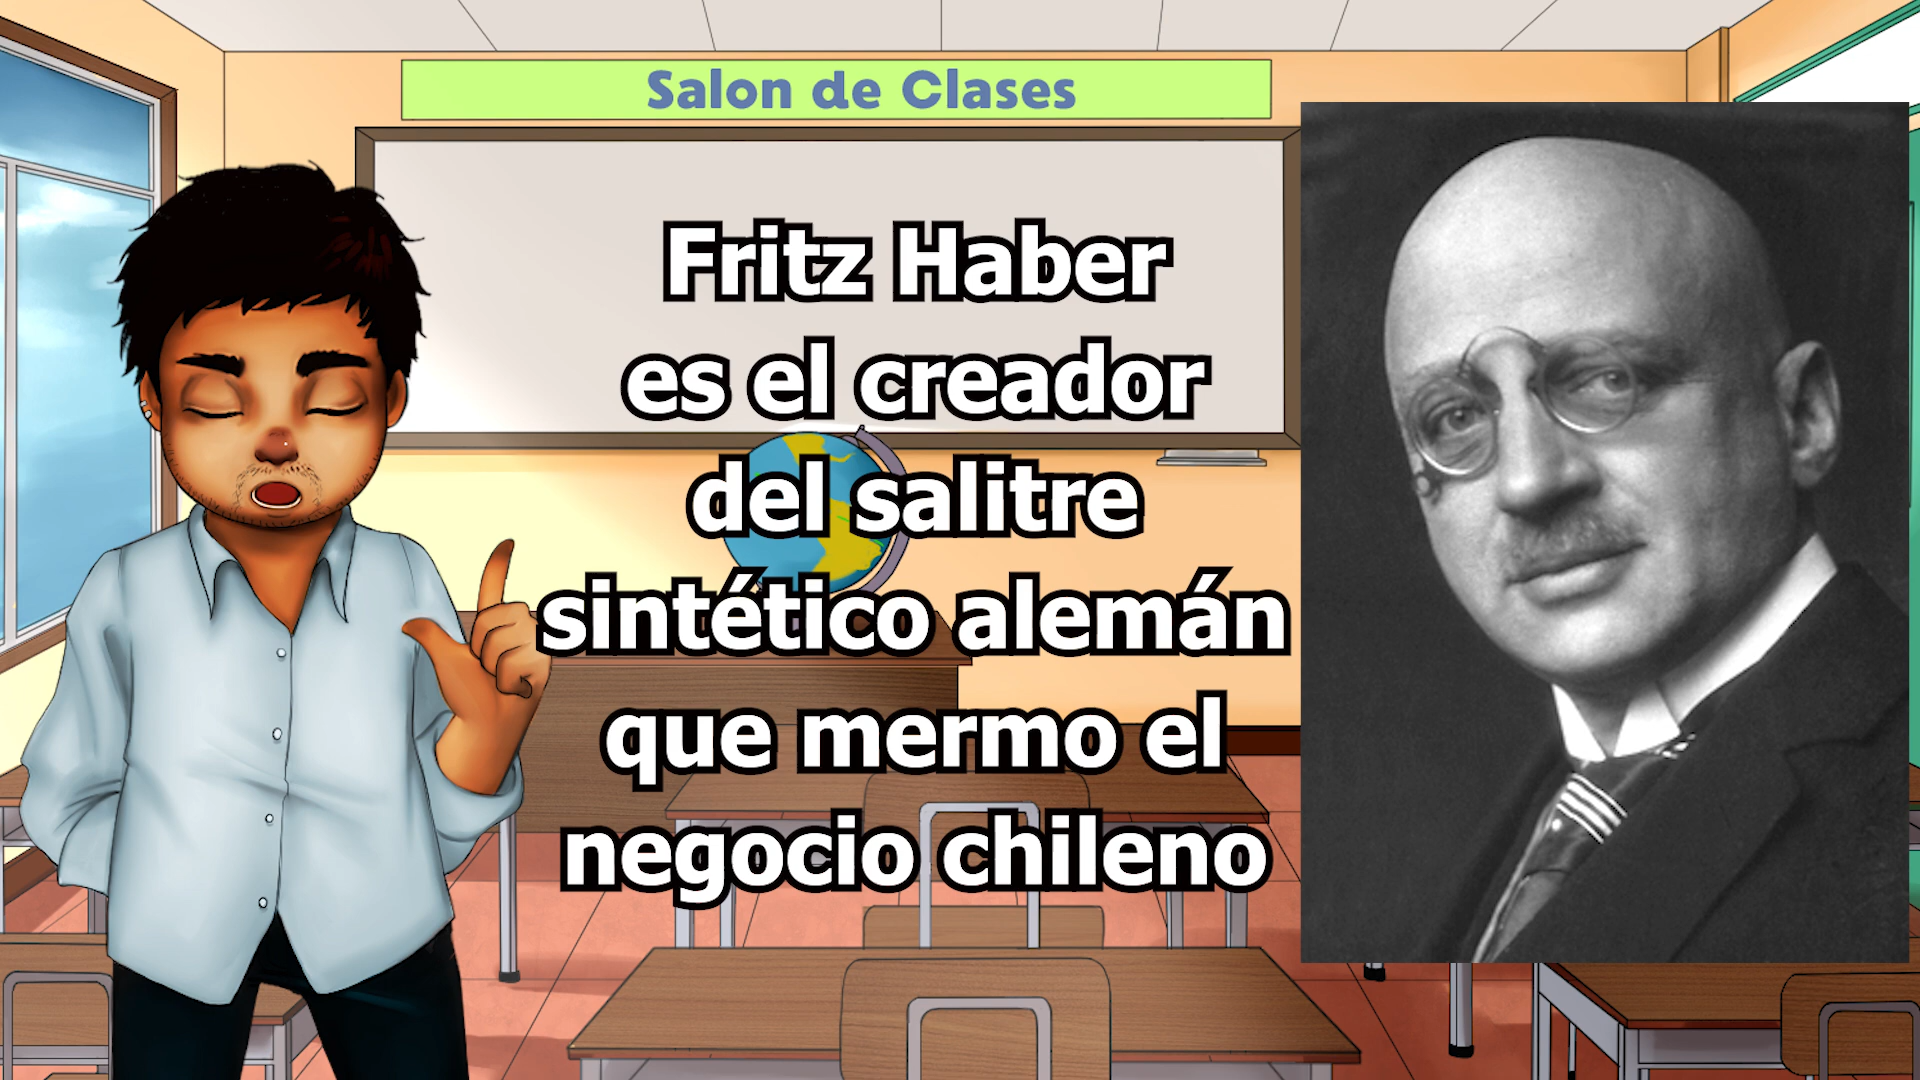 Salon de Clases
Fritz Haber
es el creador
del salitre
sintético alemán
que mermo el
negocio chileno